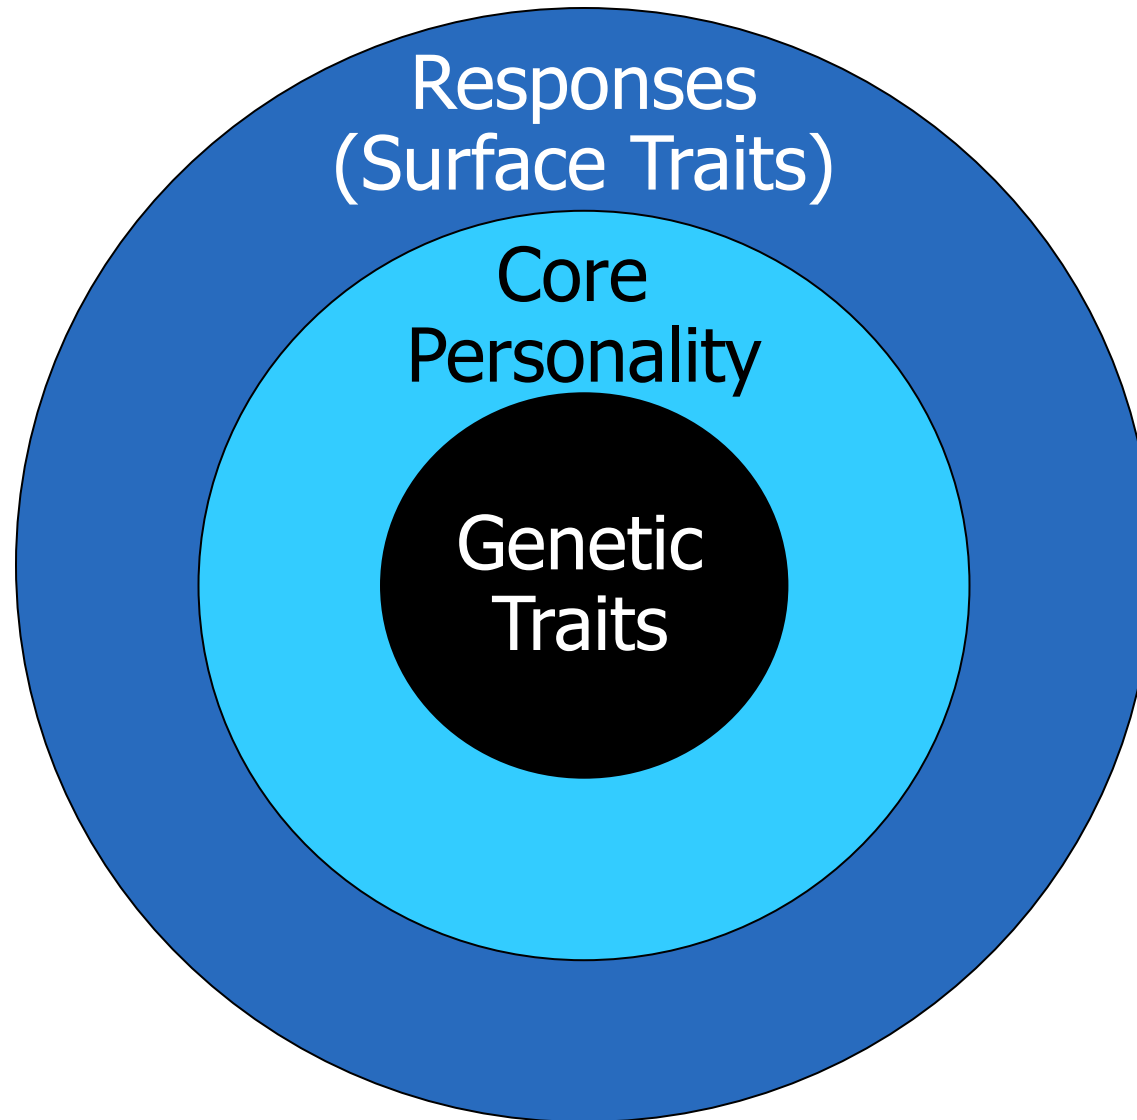 Responses
(Surface Traits)
Core
Personality
Genetic
Traits